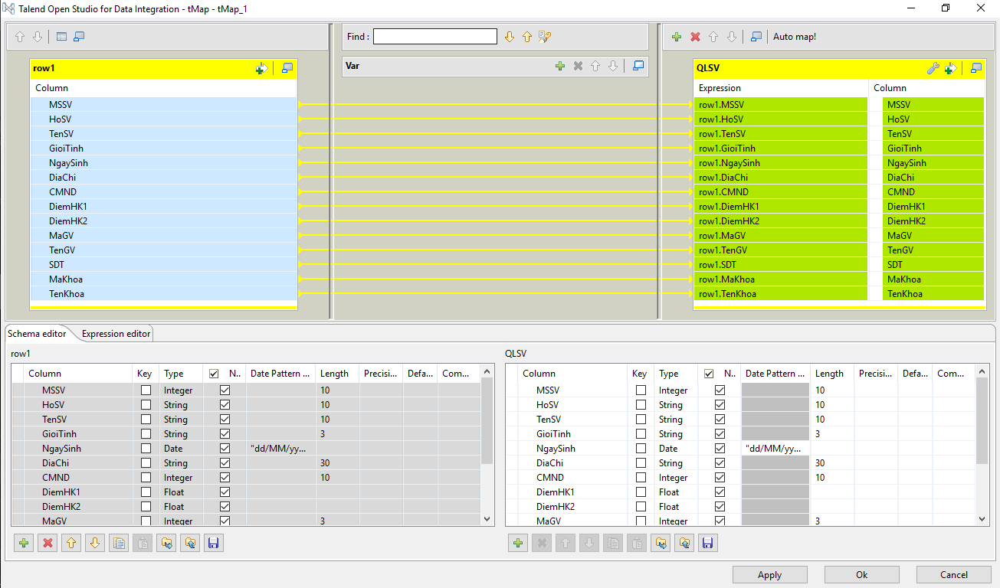 Talend Open Studio for Data Integration - tMap - tMap_1
Find :
Auto map!
row1
Var
QLSV
Column
Expression Column
MSSV row1.MSSV MSSV
HoSV row1.HoSV HoSV
TenSV row1.TenSV TenSV
GioiTinh row1.GioiTinh GioiTinh
NgaySinh row1.NgaySinh NgaySinh
DiaChi row1.DiaChi DiaChi
CMND row1.CMND CMND
DiemHK1 row1.DiemHK1 DiemHK1
DiemHK2 row1.DiemHK2 DiemHK2
MaGV row1.MaGV MaGV
TenGV row1.TenGV TenGV
SDT row1.SDT SDT
MaKhoa row1.MaKhoa MaKhoa
TenKhoa row1.TenKhoa TenKhoa
Schema editor Expression editor
row1
Column Key Type N.. Date Pattern ... Length Precisi... Defa... Com...
MSSV Integer 10
HoSV String 10
TenSV String 10
GioiTinh String 3
NgaySinh Date "dd/MM/yy...
DiaChi String 30
CMND Integer 10
DiemHK1 Float
DiemHK2 Float
MaGV Integer 3
QLSV
Column Key Type N.. Date Pattern ... Length Precisi... Defa... Com...
MSSV Integer 10
HoSV String 10
TenSV String 10
GioiTinh String 3
NgaySinh Date "dd/MM/yy...
DiaChi String 30
CMND Integer 10
DiemHK1 Float
DiemHK2 Float
MaGV Integer 3
Apply Ok Cancel